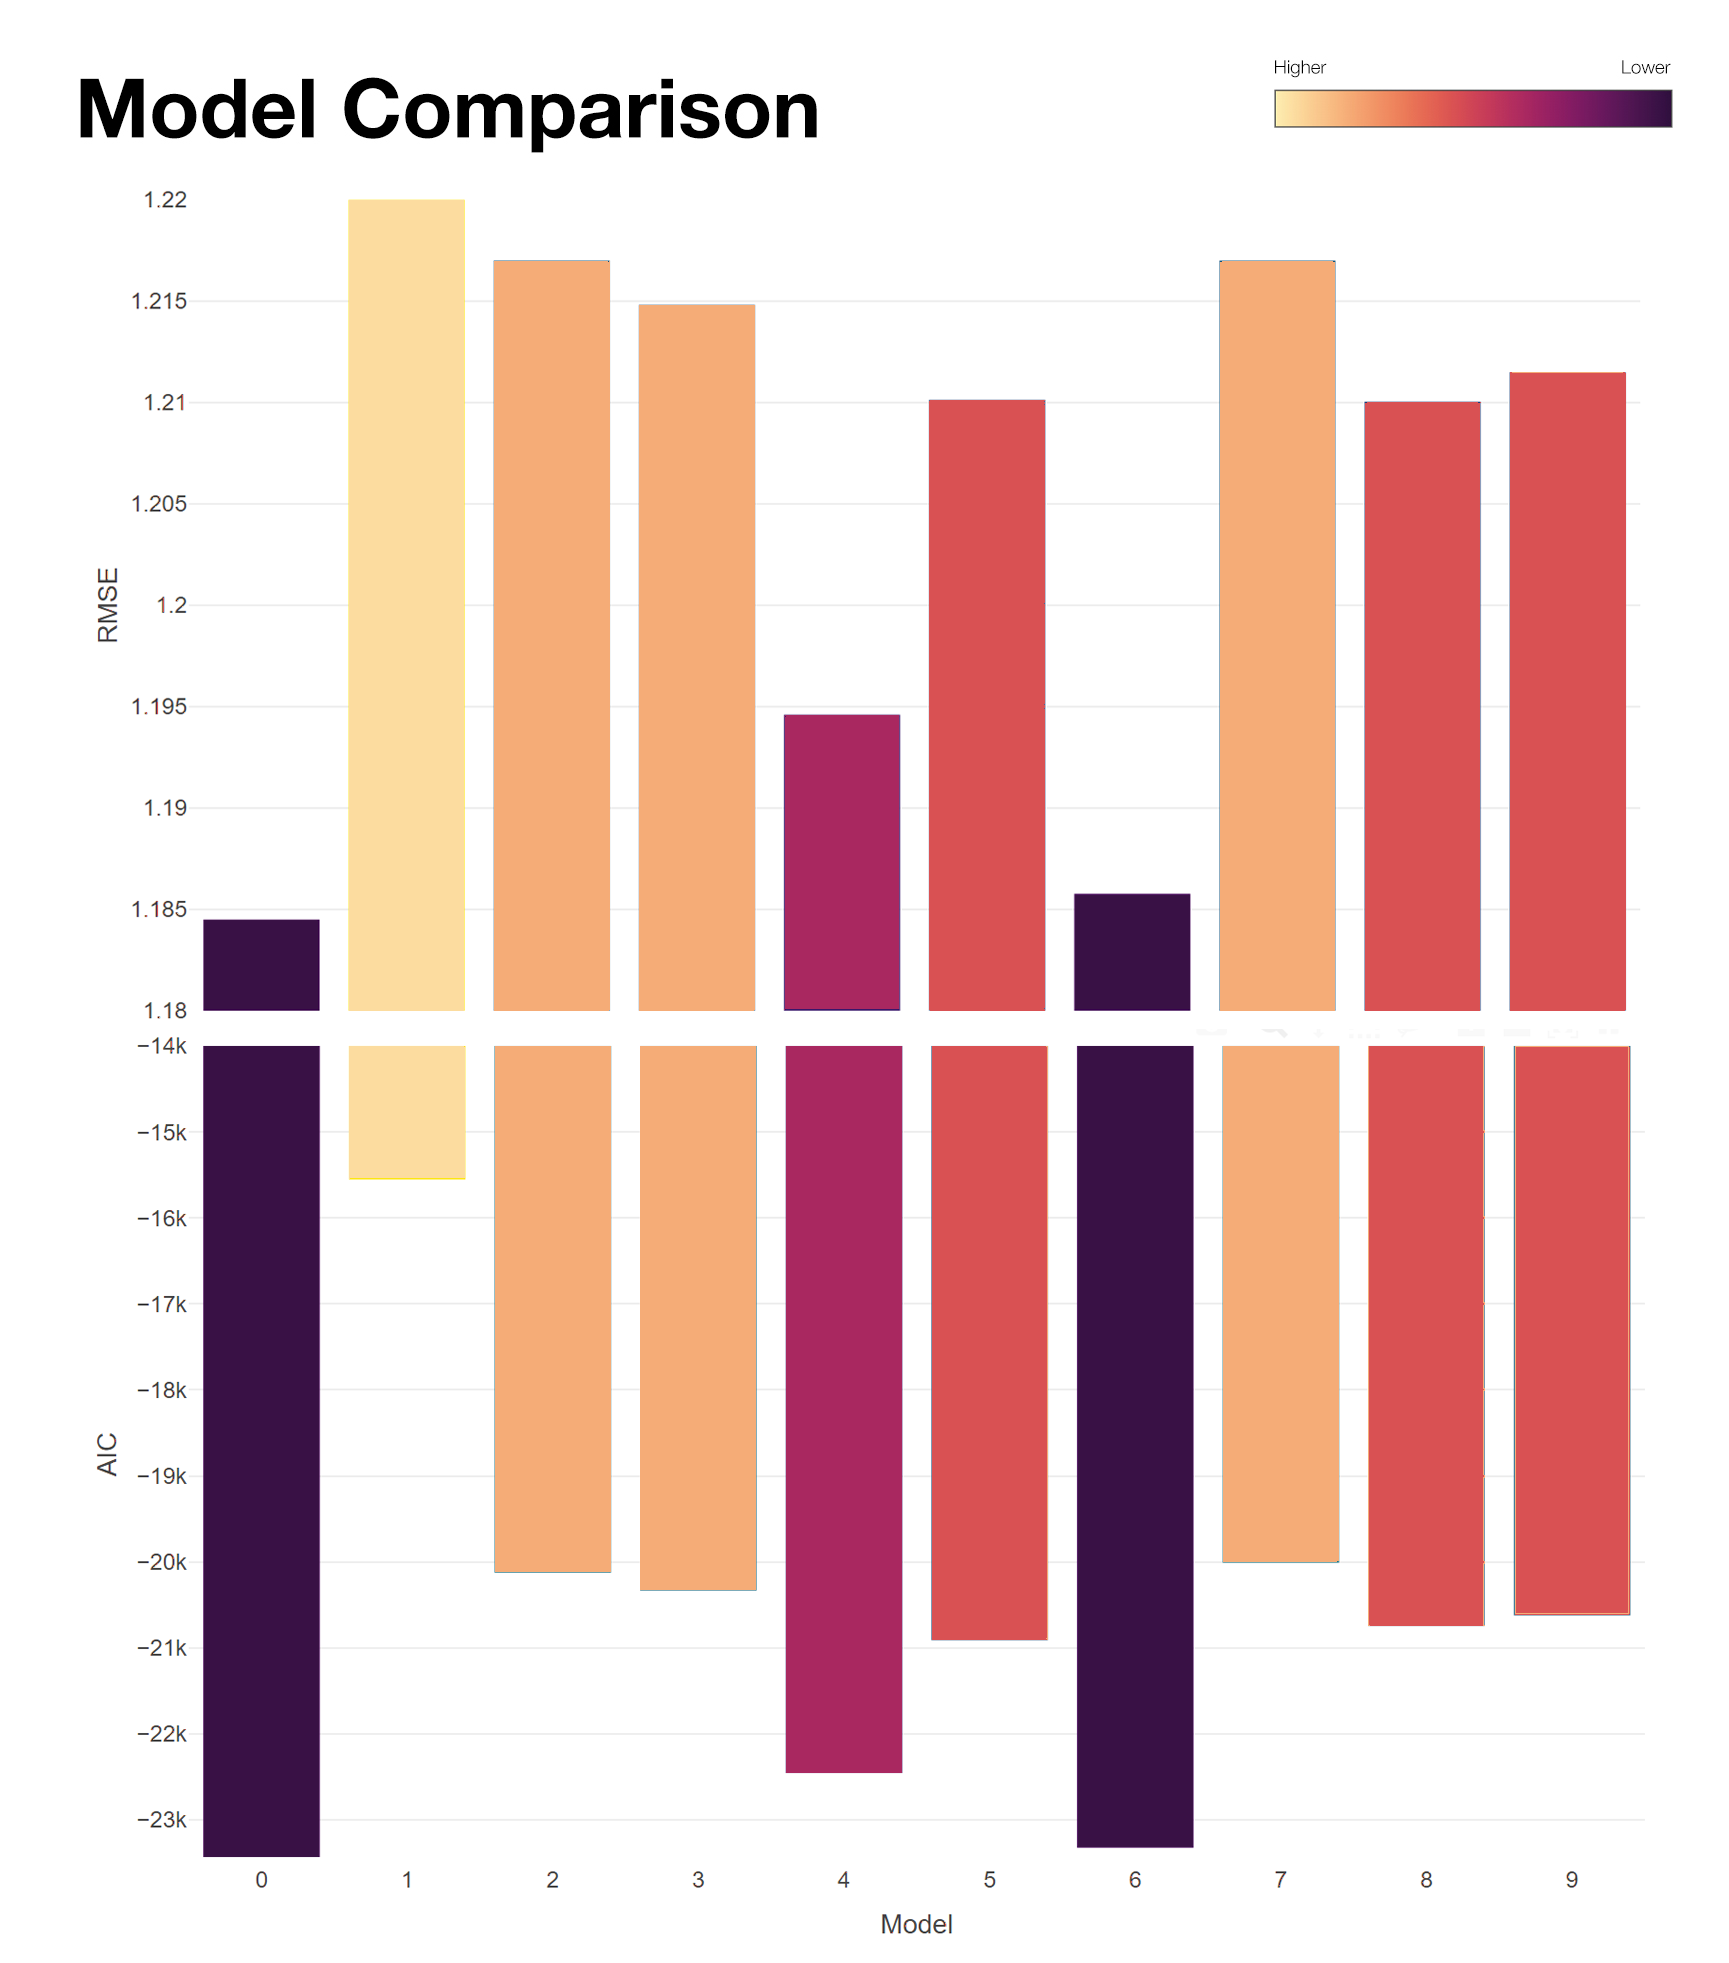 Model Comparison
Higher
Lower
1.22
1.215
1.21
1.205
1.2
1.195
1.19
1.185
1.18
RMSE
−14k
−15k
−16k
−17k
−18k
−19k
−20k
−21k
−22k
−23k
AIC
0 1 2 3 4 5 6 7 8 9
Model